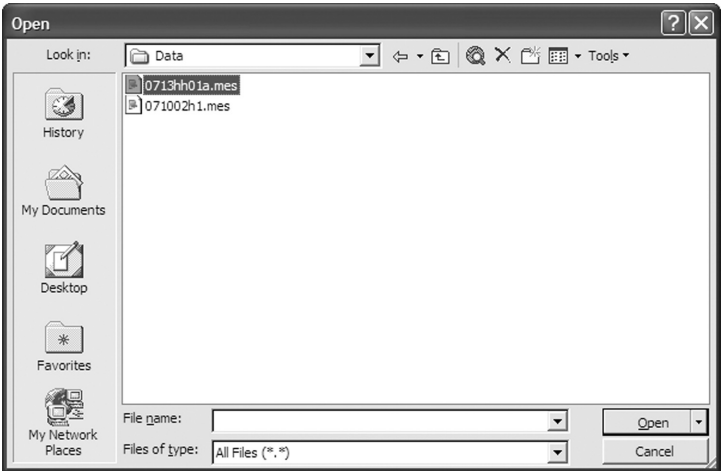 Open
Look in:
Data
Tools
0713hh01a.mes
071002h1.mes
History
My Documents
Desktop
Favorites
My Network
Places
File name:
Open
Files of type:
All Files (*.*)
Cancel